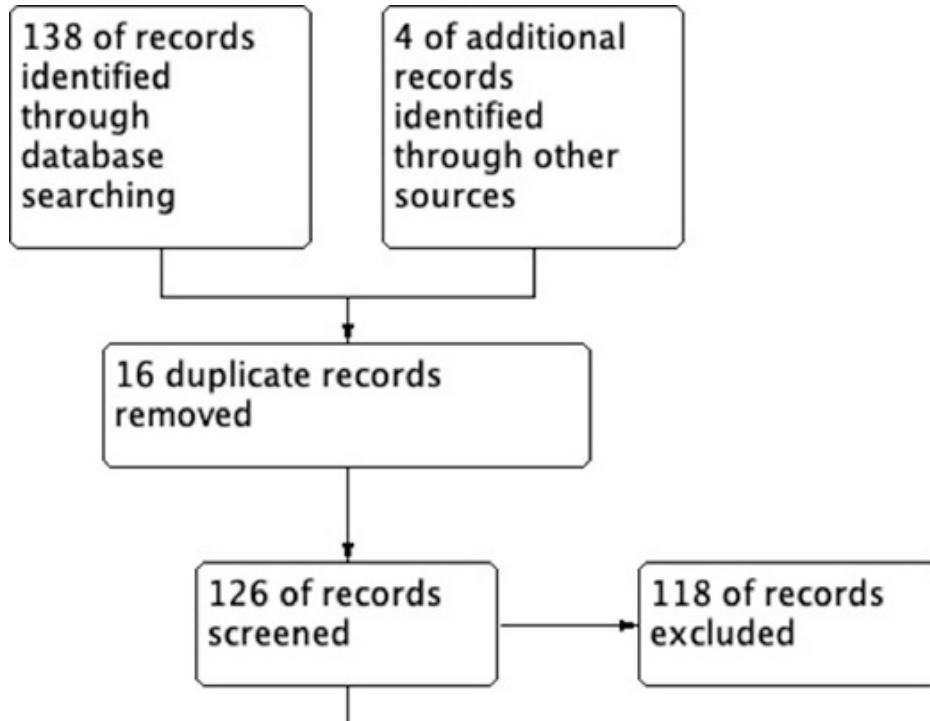 138 of records
identified
through
database
searching
4 of additional
records
identified
through other
sources
16 duplicate records
removed
126 of records
screened
118 of records
excluded